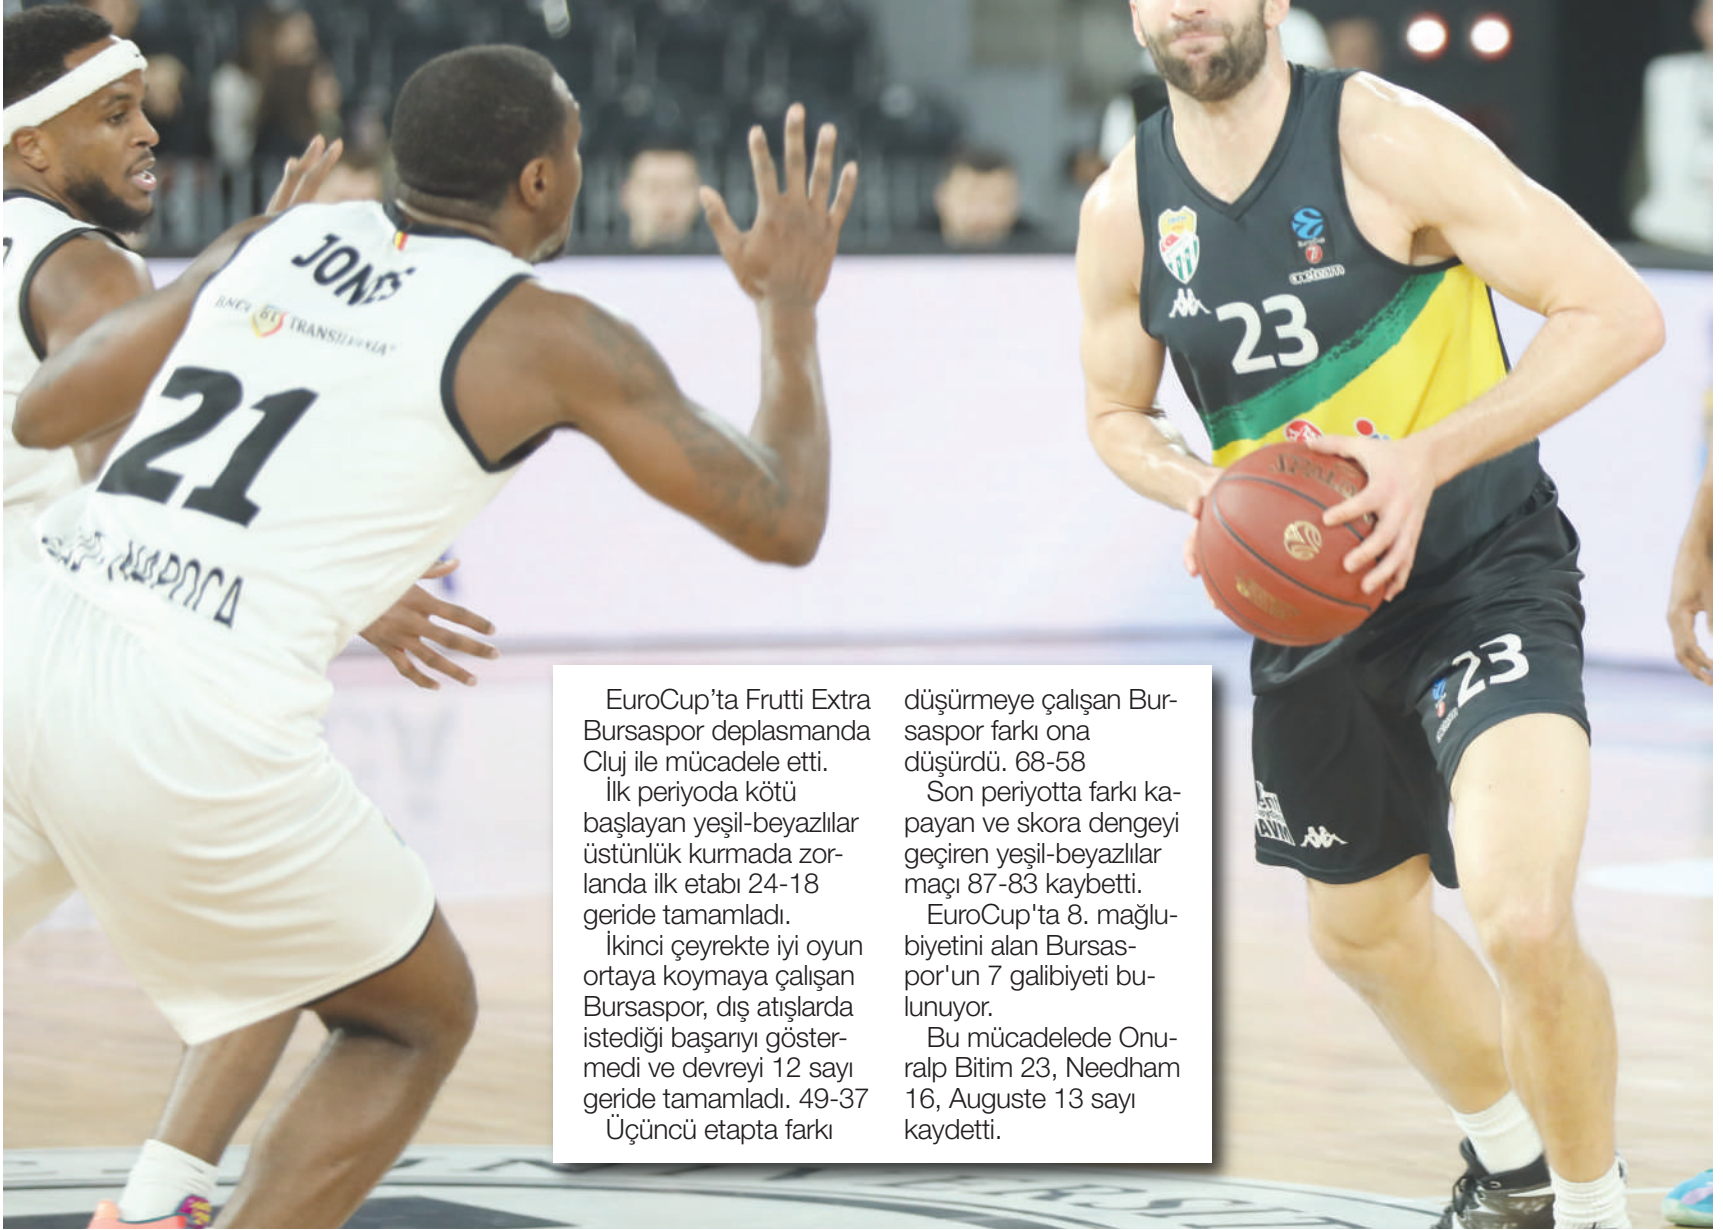 JONES
TRANSILVANIA
21
NAPOCA
EuroCup
7
23
23
AVM
EuroCup’ta Frutti Extra
Bursaspor deplasmanda
Cluj ile mücadele etti.
İlk periyoda kötü
başlayan yeşil-beyazlılar
üstünlük kurmada zor-
landa ilk etabı 24-18
geride tamamladı.
İkinci çeyrekte iyi oyun
ortaya koymaya çalışan
Bursaspor, dış atışlarda
istediği başarıyı göster-
medi ve devreyi 12 sayı
geride tamamladı. 49-37
Üçüncü etapta farkı
düşürmeye çalışan Bur-
saspor farkı ona
düşürdü. 68-58
Son periyotta farkı ka-
payan ve skora dengeyi
geçiren yeşil-beyazlılar
maçı 87-83 kaybetti.
EuroCup'ta 8. mağlu-
biyetini alan Bursas-
por'un 7 galibiyeti bu-
lunuyor.
Bu mücadelede Onu-
ralp Bitim 23, Needham
16, Auguste 13 sayı
kaydetti.